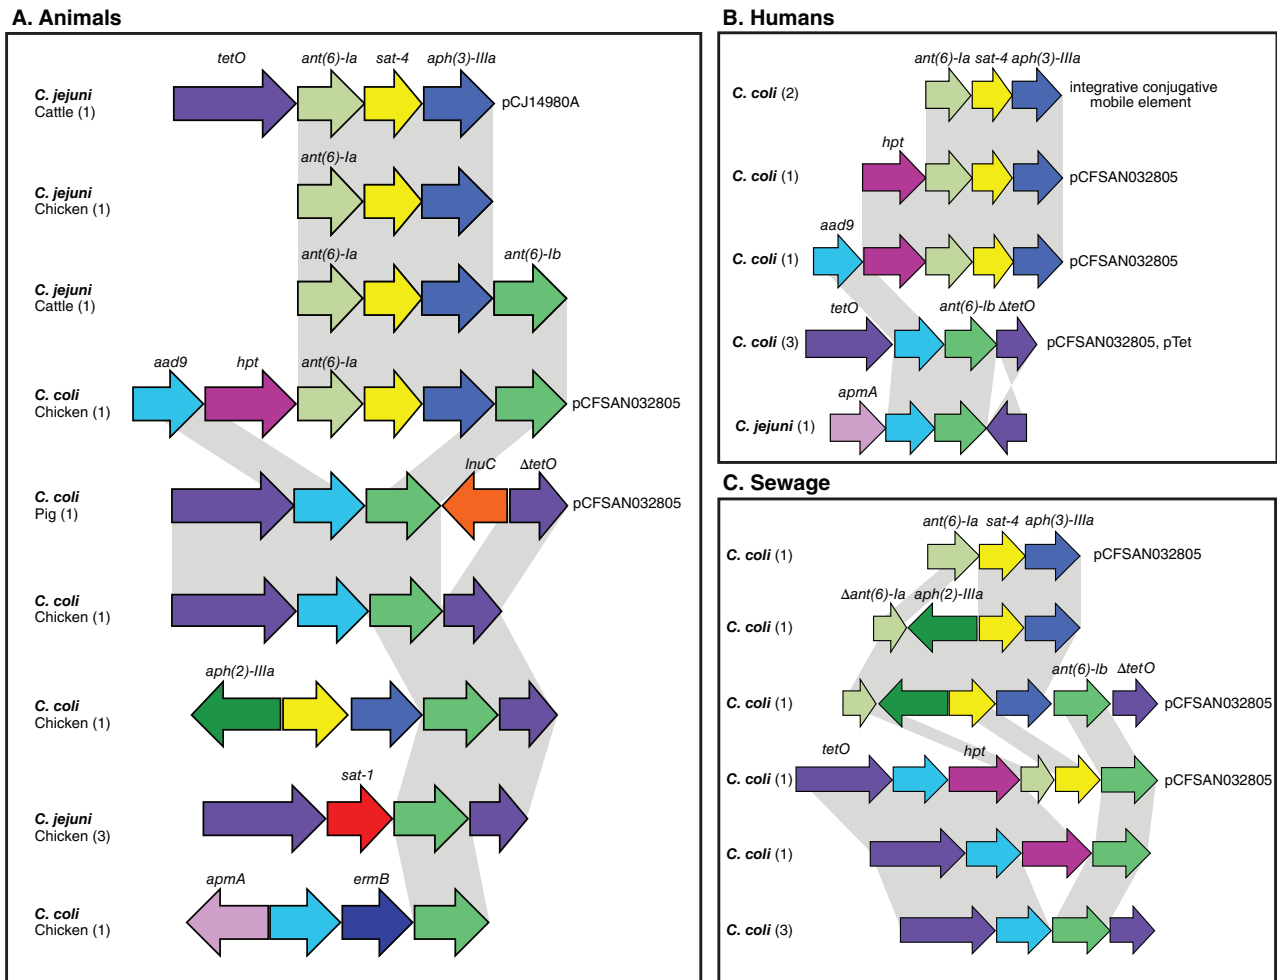 A. Animals
tetO ant(6)-Ia sat-4 aph(3)-IIIa
C. jejuni
Cattle (1)
pCJ14980A
ant(6)-Ia
C. jejuni
Chicken (1)
ant(6)-Ia ant(6)-Ib
C. jejuni
Cattle (1)
aad9 hpt ant(6)-Ia
C. coli
Chicken (1)
pCFSAN032805
lnuC ΔtetO
C. coli
Pig (1)
pCFSAN032805
C. coli
Chicken (1)
aph(2)-IIIa
C. coli
Chicken (1)
sat-1
C. jejuni
Chicken (3)
apmA ermB
C. coli
Chicken (1)
B. Humans
ant(6)-Ia sat-4 aph(3)-IIIa
C. coli (2)
integrative conjugative
mobile element
hpt
C. coli (1) pCFSAN032805
aad9
C. coli (1) pCFSAN032805
tetO ant(6)-Ib ΔtetO
C. coli (3) pCFSAN032805, pTet
apmA
C. jejuni (1)
C. Sewage
ant(6)-Ia sat-4 aph(3)-IIIa
C. coli (1) pCFSAN032805
Δant(6)-Ia aph(2)-IIIa
C. coli (1)
ant(6)-Ib ΔtetO
C. coli (1) pCFSAN032805
tetO hpt
C. coli (1) pCFSAN032805
C. coli (1)
C. coli (3)